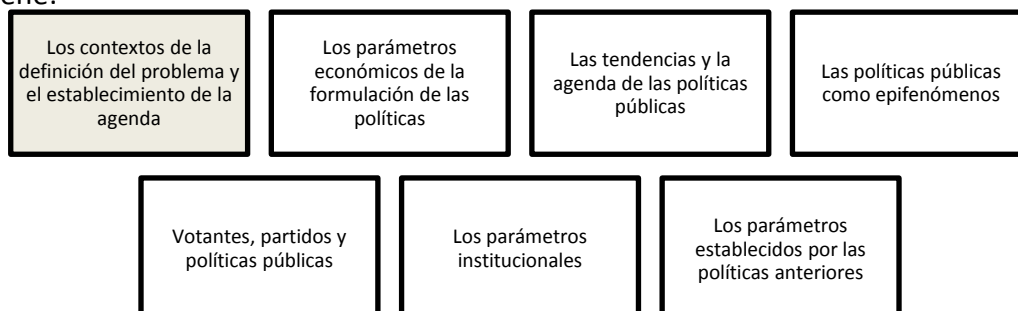 Los contextos de la
definición del problema y
el establecimiento de la
agenda
Los parámetros
económicos de la
formulación de las
políticas
Las tendencias y la
agenda de las políticas
públicas
Las políticas públicas
como epifenómenos
Votantes, partidos y
políticas públicas
Los parámetros
institucionales
Los parámetros
establecidos por las
políticas anteriores